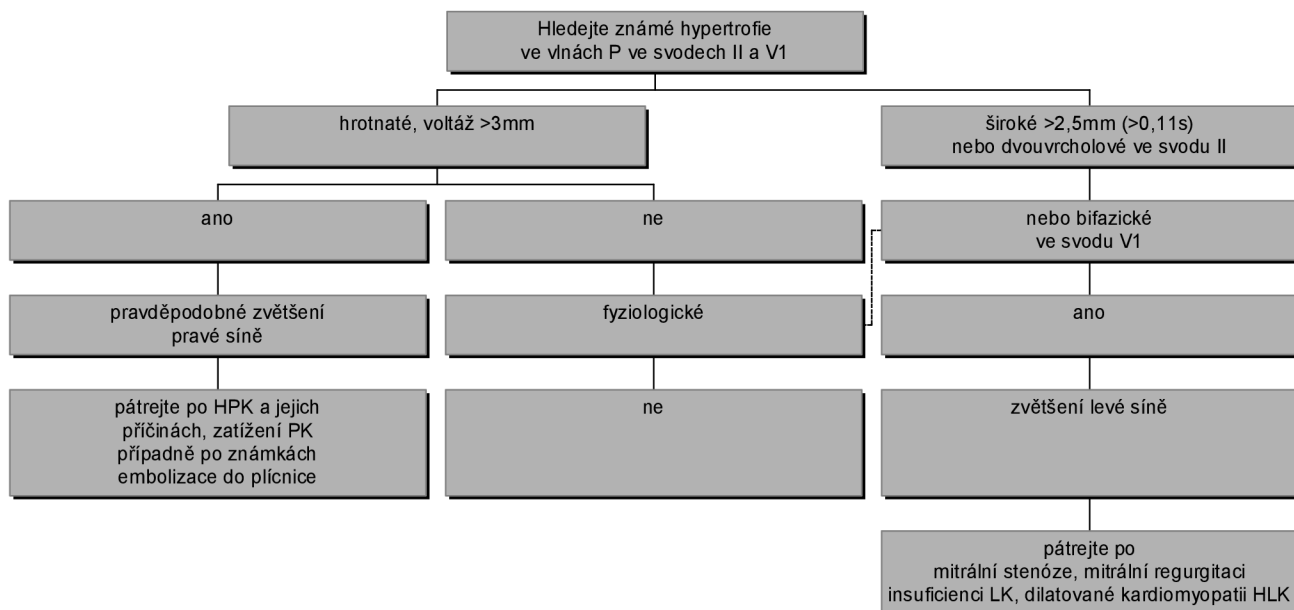 Hledejte známé hypertrofie
ve vlnách P ve svodech II a V1
hrotnaté, voltáž >3mm
široké >2,5mm (>0,11s)
nebo dvouvrcholové ve svodu II
ano
ne
nebo bifazické
ve svodu V1
pravděpodobné zvětšení
pravé síně
fyziologické
ano
pátrejte po HPK a jejich
příčinách, zatížení PK
případně po známkách
embolizace do plícnice
ne
zvětšení levé síně
pátrejte po
mitrální stenóze, mitrální regurgitaci
insuficienci LK, dilatované kardiomyopatii HLK